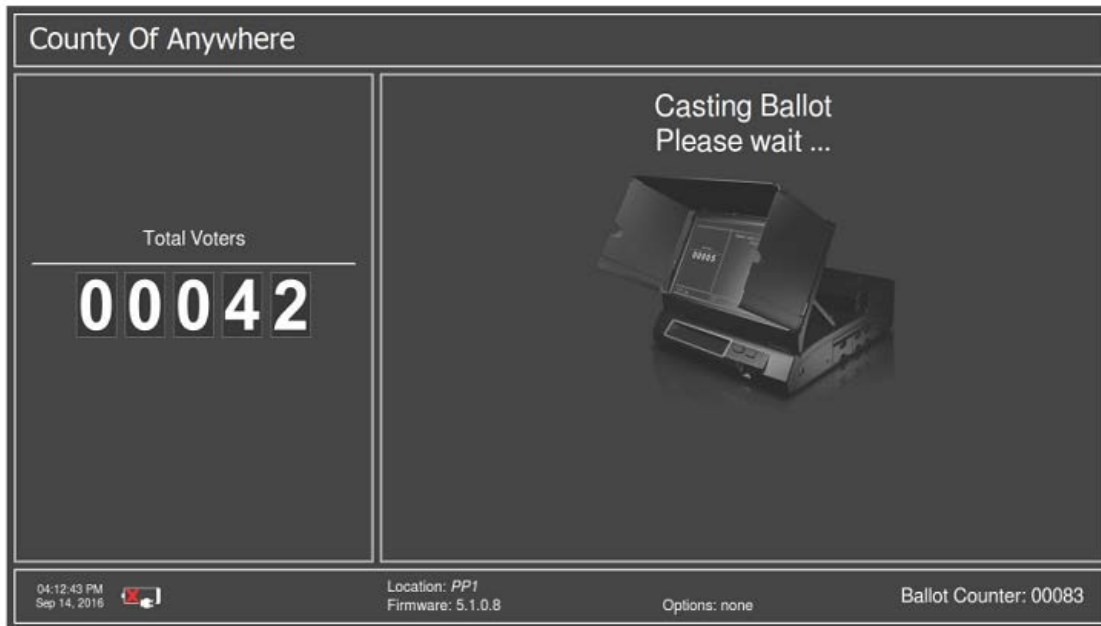 County Of Anywhere
Total Voters
00042
Casting Ballot
Please wait ...
00005
04:12:43 PM
Sep 14, 2016
Location: PP1
Firmware: 5.1.0.8
Options: none
Ballot Counter: 00083